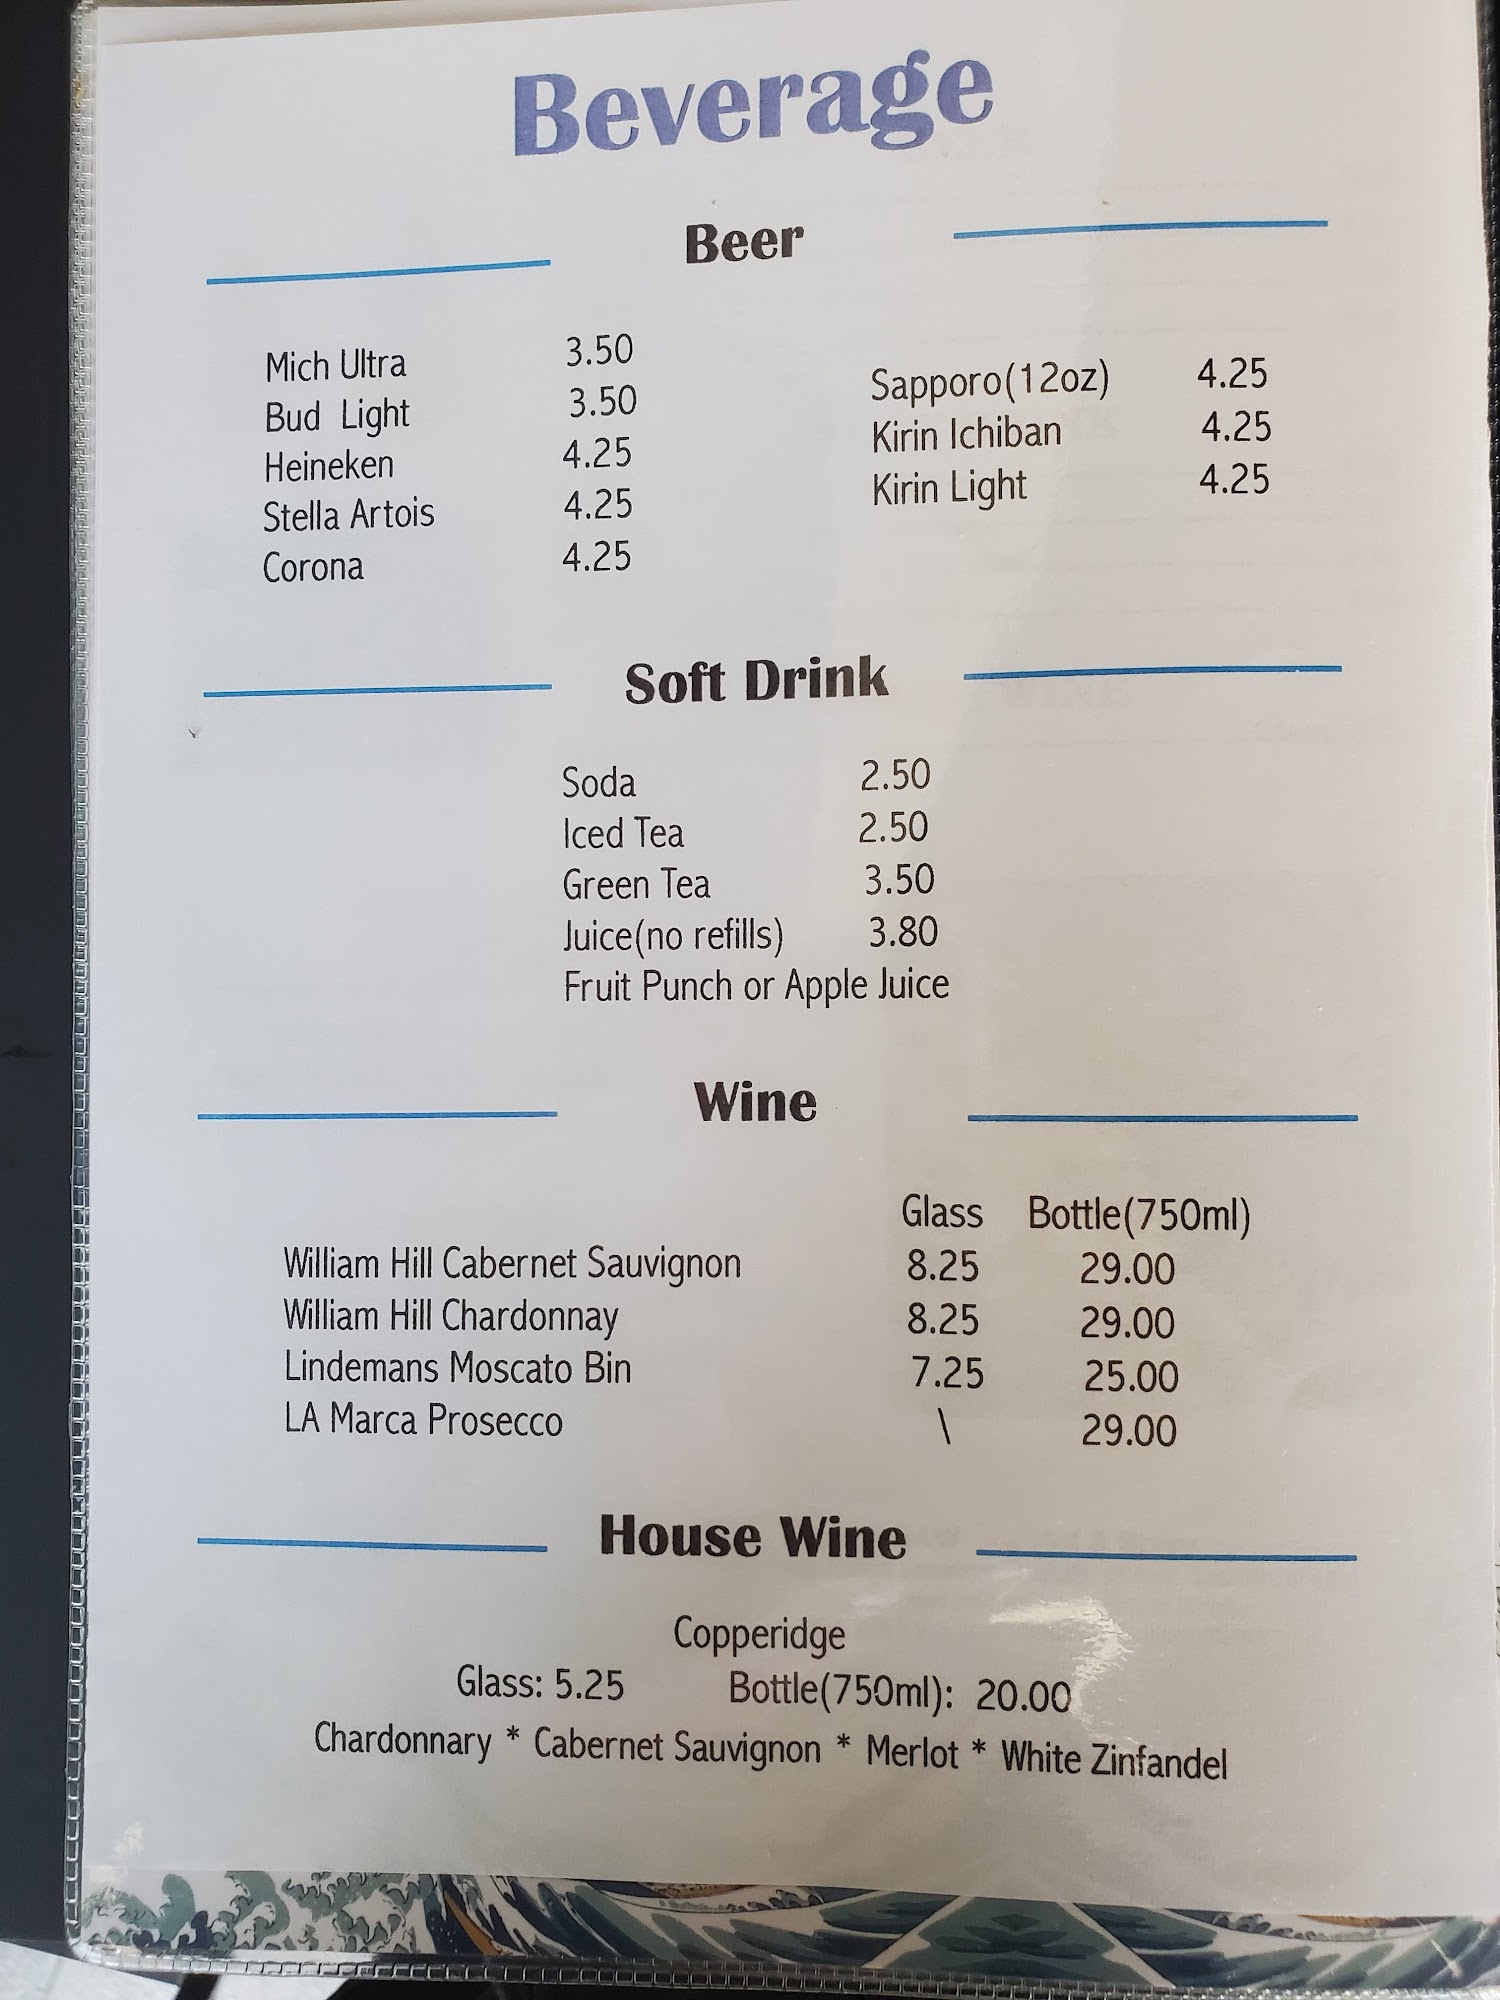 Beverage
Beer
Mich Ultra 3.50
Bud Light 3.50
Heineken 4.25
Stella Artois 4.25
Corona 4.25
Sapporo(12oz) 4.25
Kirin Ichiban 4.25
Kirin Light 4.25
Soft Drink
Soda 2.50
Iced Tea 2.50
Green Tea 3.50
Juice(no refills) 3.80
Fruit Punch or Apple Juice
Wine
Glass Bottle(750ml)
William Hill Cabernet Sauvignon 8.25 29.00
William Hill Chardonnay 8.25 29.00
Lindemans Moscato Bin 7.25 25.00
LA Marca Prosecco \ 29.00
House Wine
Copperidge
Glass: 5.25 Bottle(750ml): 20.00
Chardonnary * Cabernet Sauvignon * Merlot * White Zinfandel